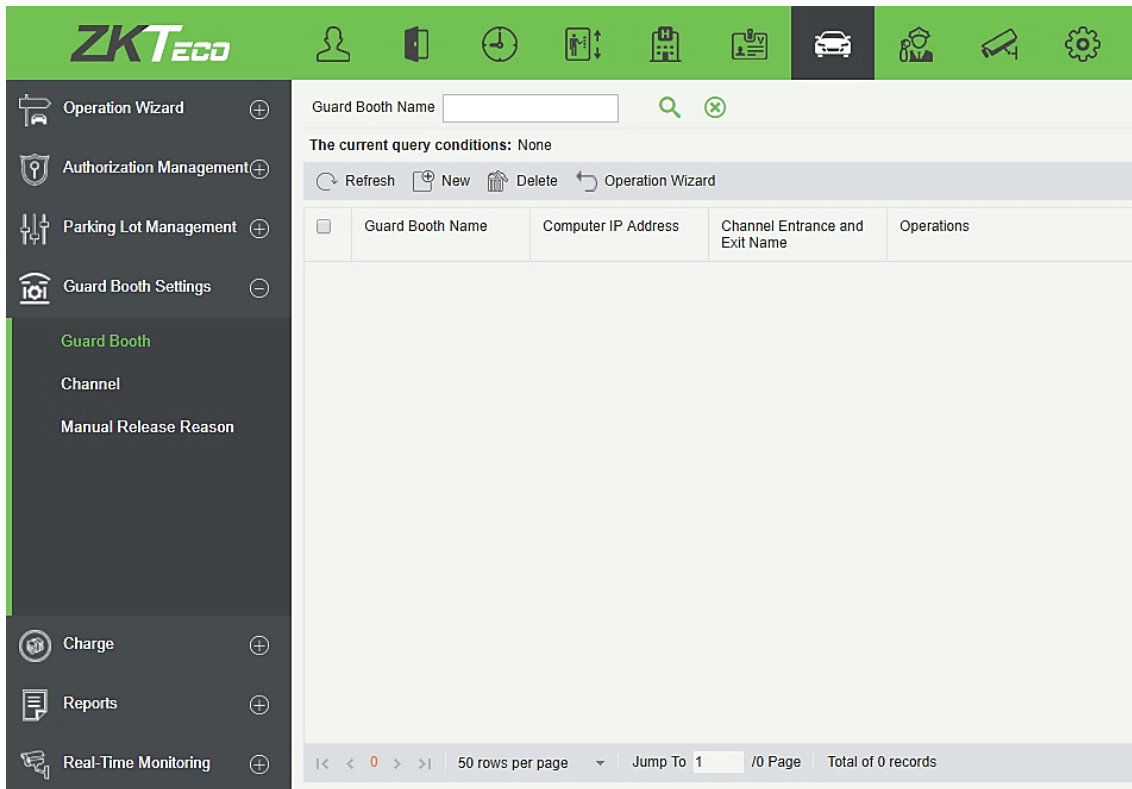 ZKTeco
Operation Wizard
Authorization Management
Parking Lot Management
Guard Booth Settings
Guard Booth
Channel
Manual Release Reason
Charge
Reports
Real-Time Monitoring
Guard Booth Name
The current query conditions: None
Refresh New Delete Operation Wizard
Guard Booth Name Computer IP Address Channel Entrance and Operations
Exit Name
|< < 0 > >| 50 rows per page Jump To 1 /0 Page Total of 0 records